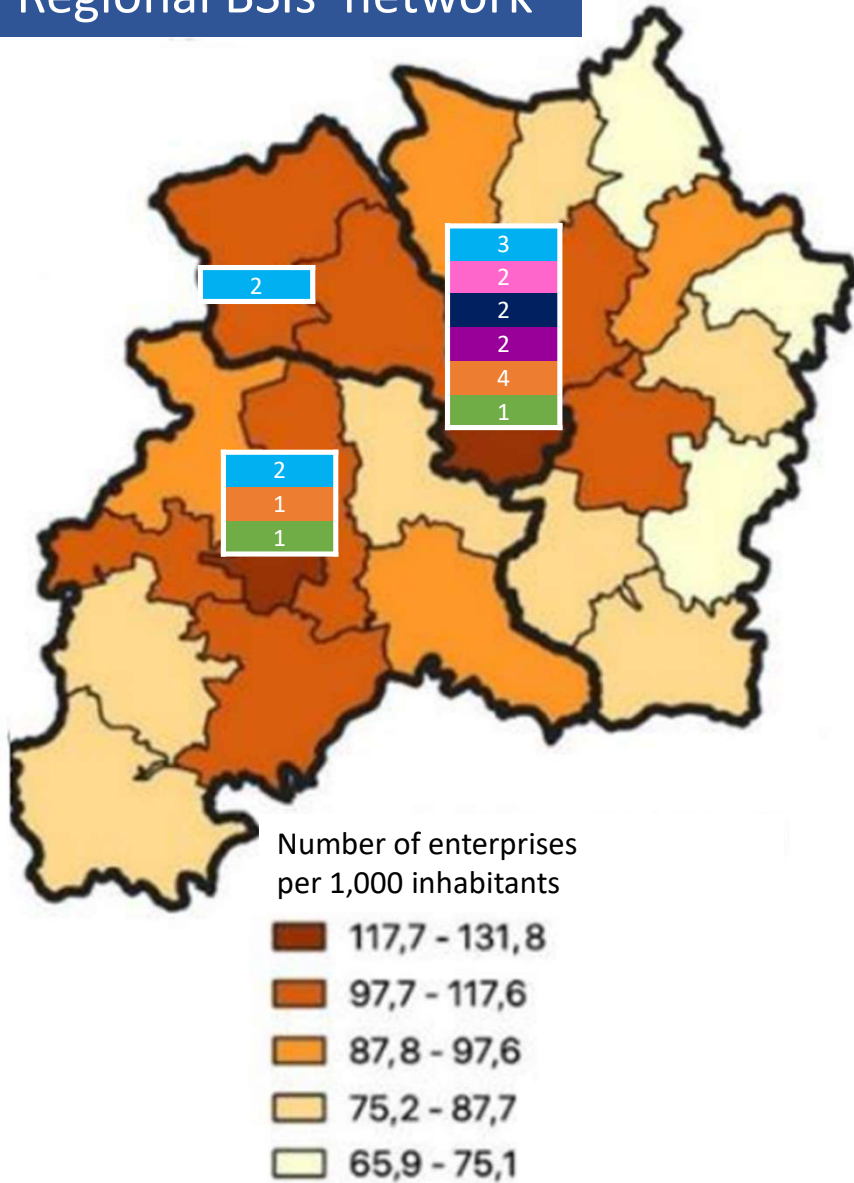 Regional BSIs' network
3
2
2
2
2
4
1
2
1
1
Number of enterprises
per 1,000 inhabitants
117,7 - 131,8
97,7 - 117,6
87,8 - 97,6
75,2 - 87,7
65,9 - 75,1